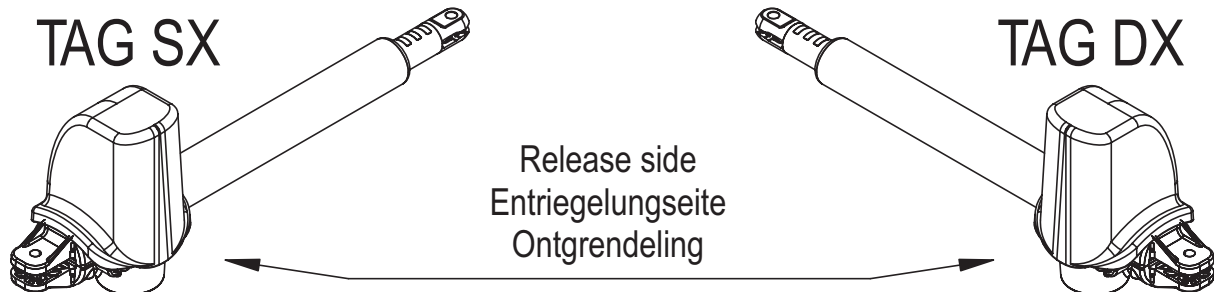 TAG SX
TAG DX
Release side
Entriegelungseite
Ontgrendeling